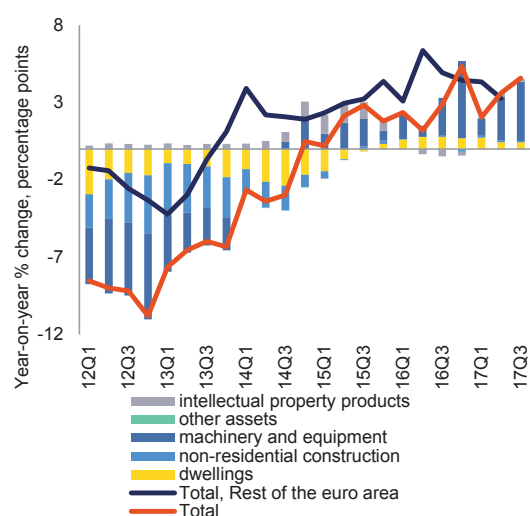 Year-on-year % change, percentage points
8
3
-2
-7
-12
12Q1
12Q3
13Q1
13Q3
14Q1
14Q3
15Q1
15Q3
16Q1
16Q3
17Q1
17Q3
intellectual property products
other assets
machinery and equipment
non-residential construction
dwellings
Total, Rest of the euro area
Total